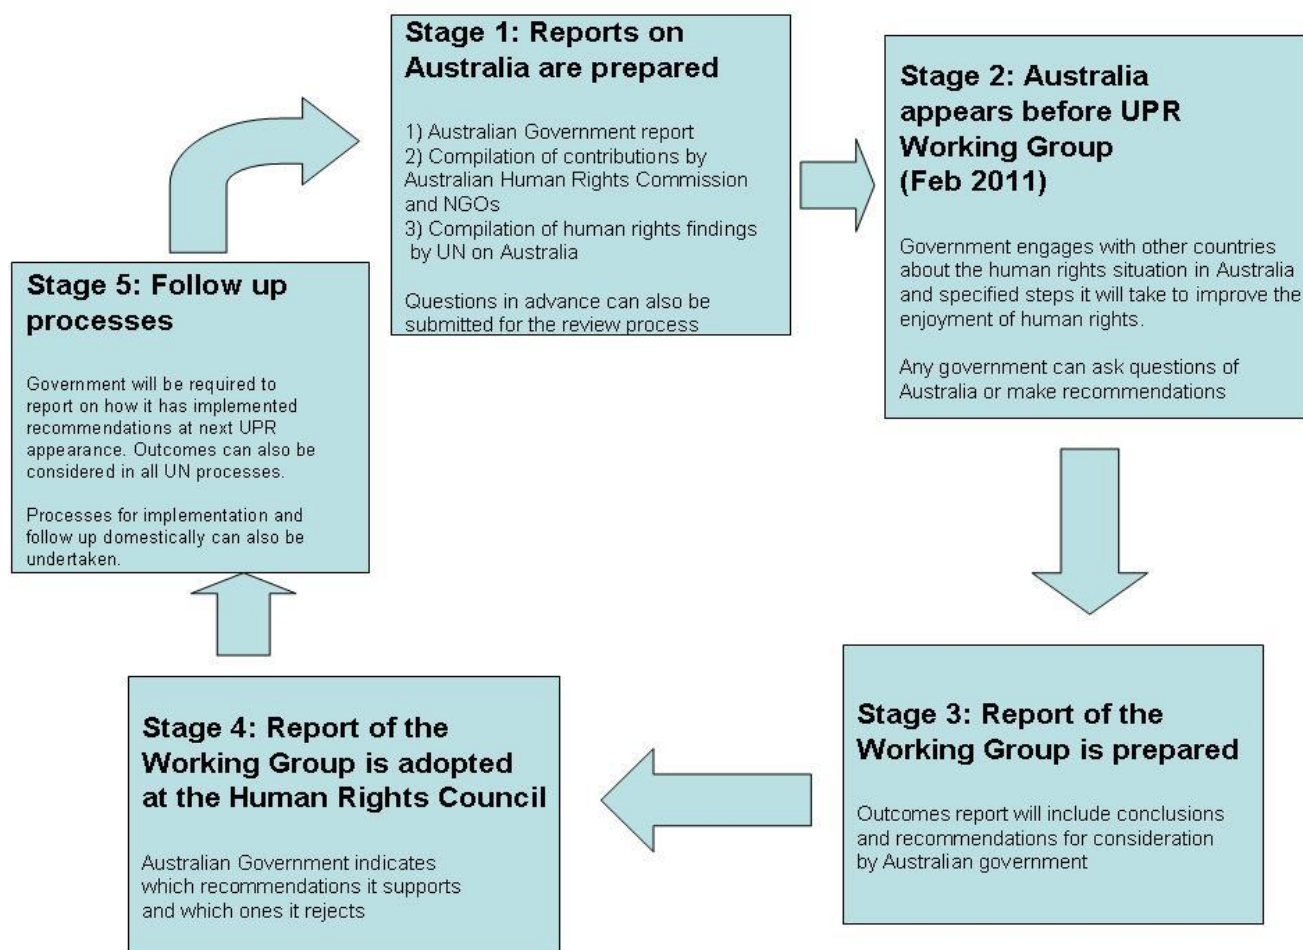 Stage 1: Reports on
Australia are prepared
1) Australian Government report
2) Compilation of contributions by
Australian Human Rights Commission
and NGOs
3) Compilation of human rights findings
by UN on Australia
Questions in advance can also be
submitted for the review process
Stage 2: Australia
appears before UPR
Working Group
(Feb 2011)
Government engages with other countries
about the human rights situation in Australia
and specified steps it will take to improve the
enjoyment of human rights.
Any government can ask questions of
Australia or make recommendations
Stage 3: Report of the
Working Group is prepared
Outcomes report will include conclusions
and recommendations for consideration
by Australian government
Stage 4: Report of the
Working Group is adopted
at the Human Rights Council
Australian Government indicates
which recommendations it supports
and which ones it rejects
Stage 5: Follow up
processes
Government will be required to
report on how it has implemented
recommendations at next UPR
appearance. Outcomes can also be
considered in all UN processes.
Processes for implementation and
follow up domestically can also be
undertaken.